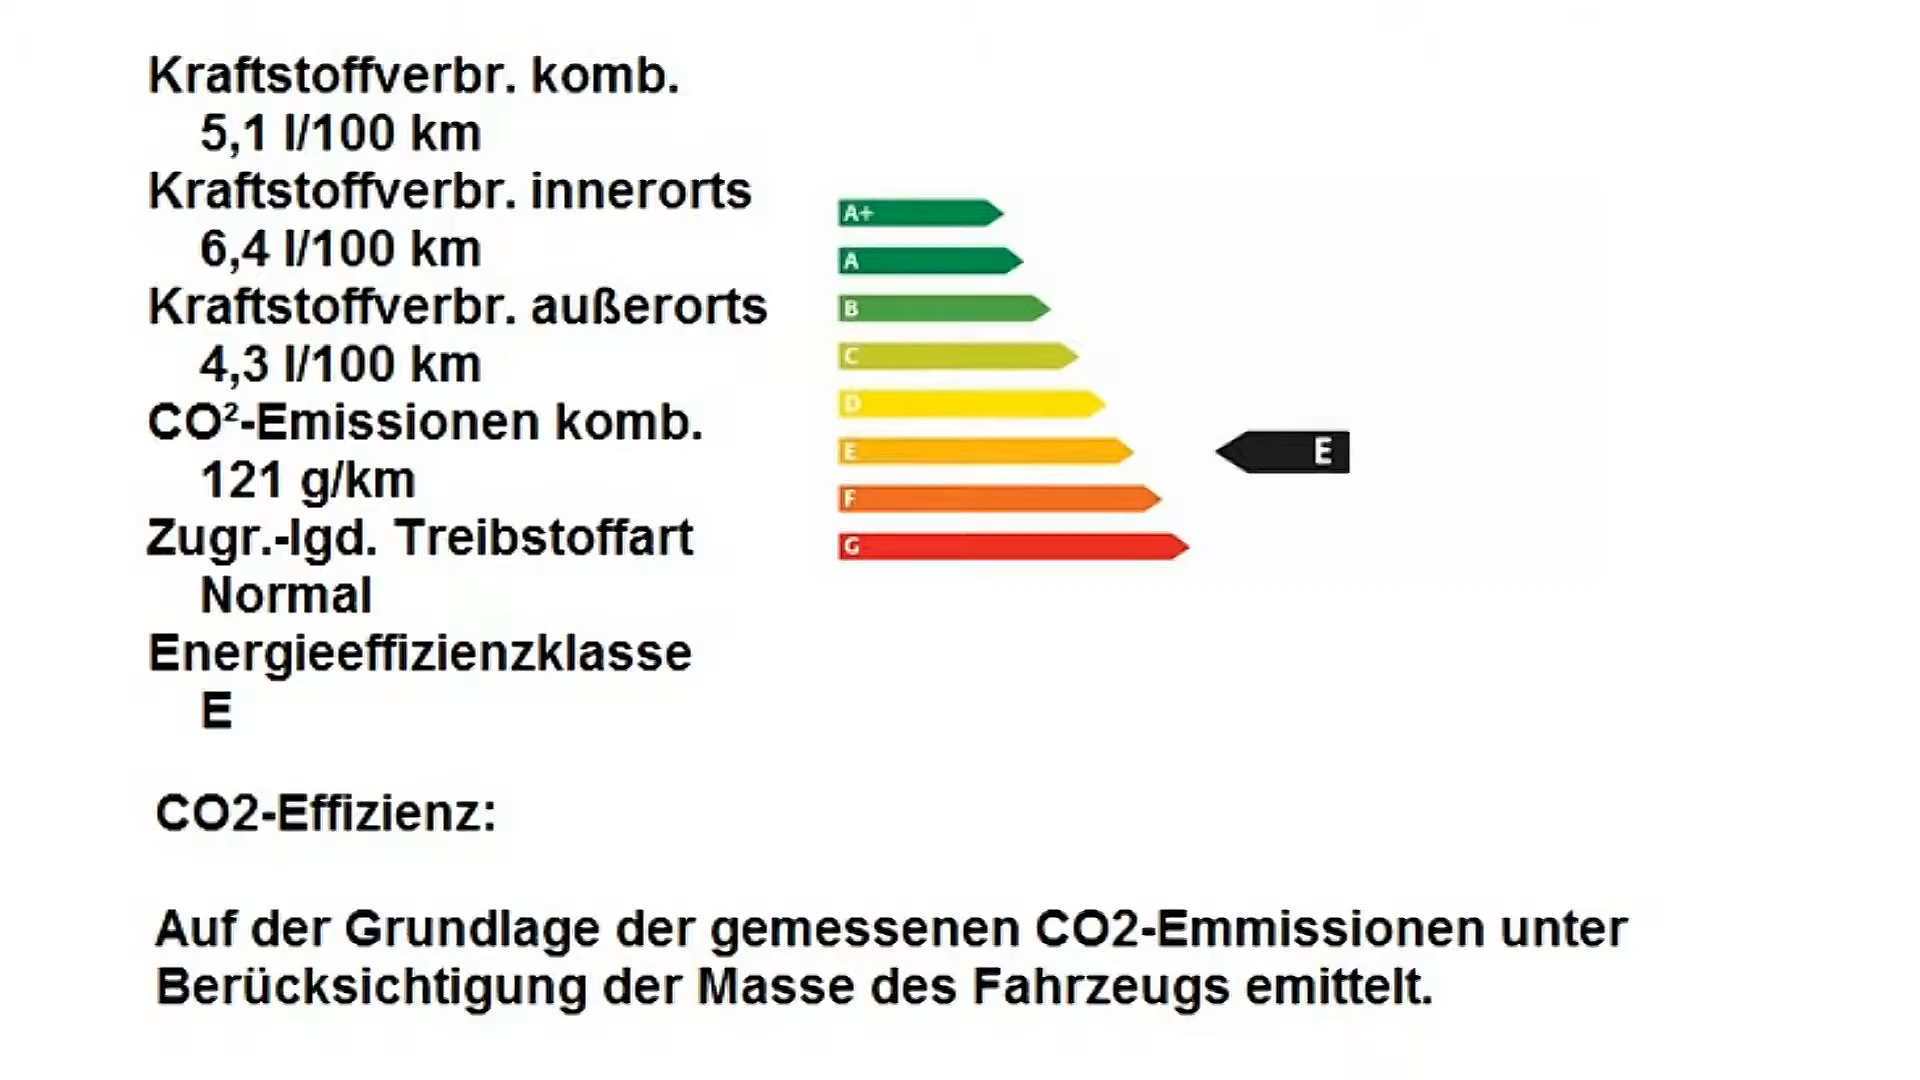 Kraftstoffverbr. komb.
5,1 l/100 km
Kraftstoffverbr. innerorts
6,4 l/100 km
Kraftstoffverbr. außerorts
4,3 l/100 km
CO²-Emissionen komb.
121 g/km
Zugr.-lgd. Treibstoffart
Normal
Energieeffizienzklasse
E
A+
A
B
C
D
E
E
F
G
CO2-Effizienz:
Auf der Grundlage der gemessenen CO2-Emmissionen unter
Berücksichtigung der Masse des Fahrzeugs emittelt.